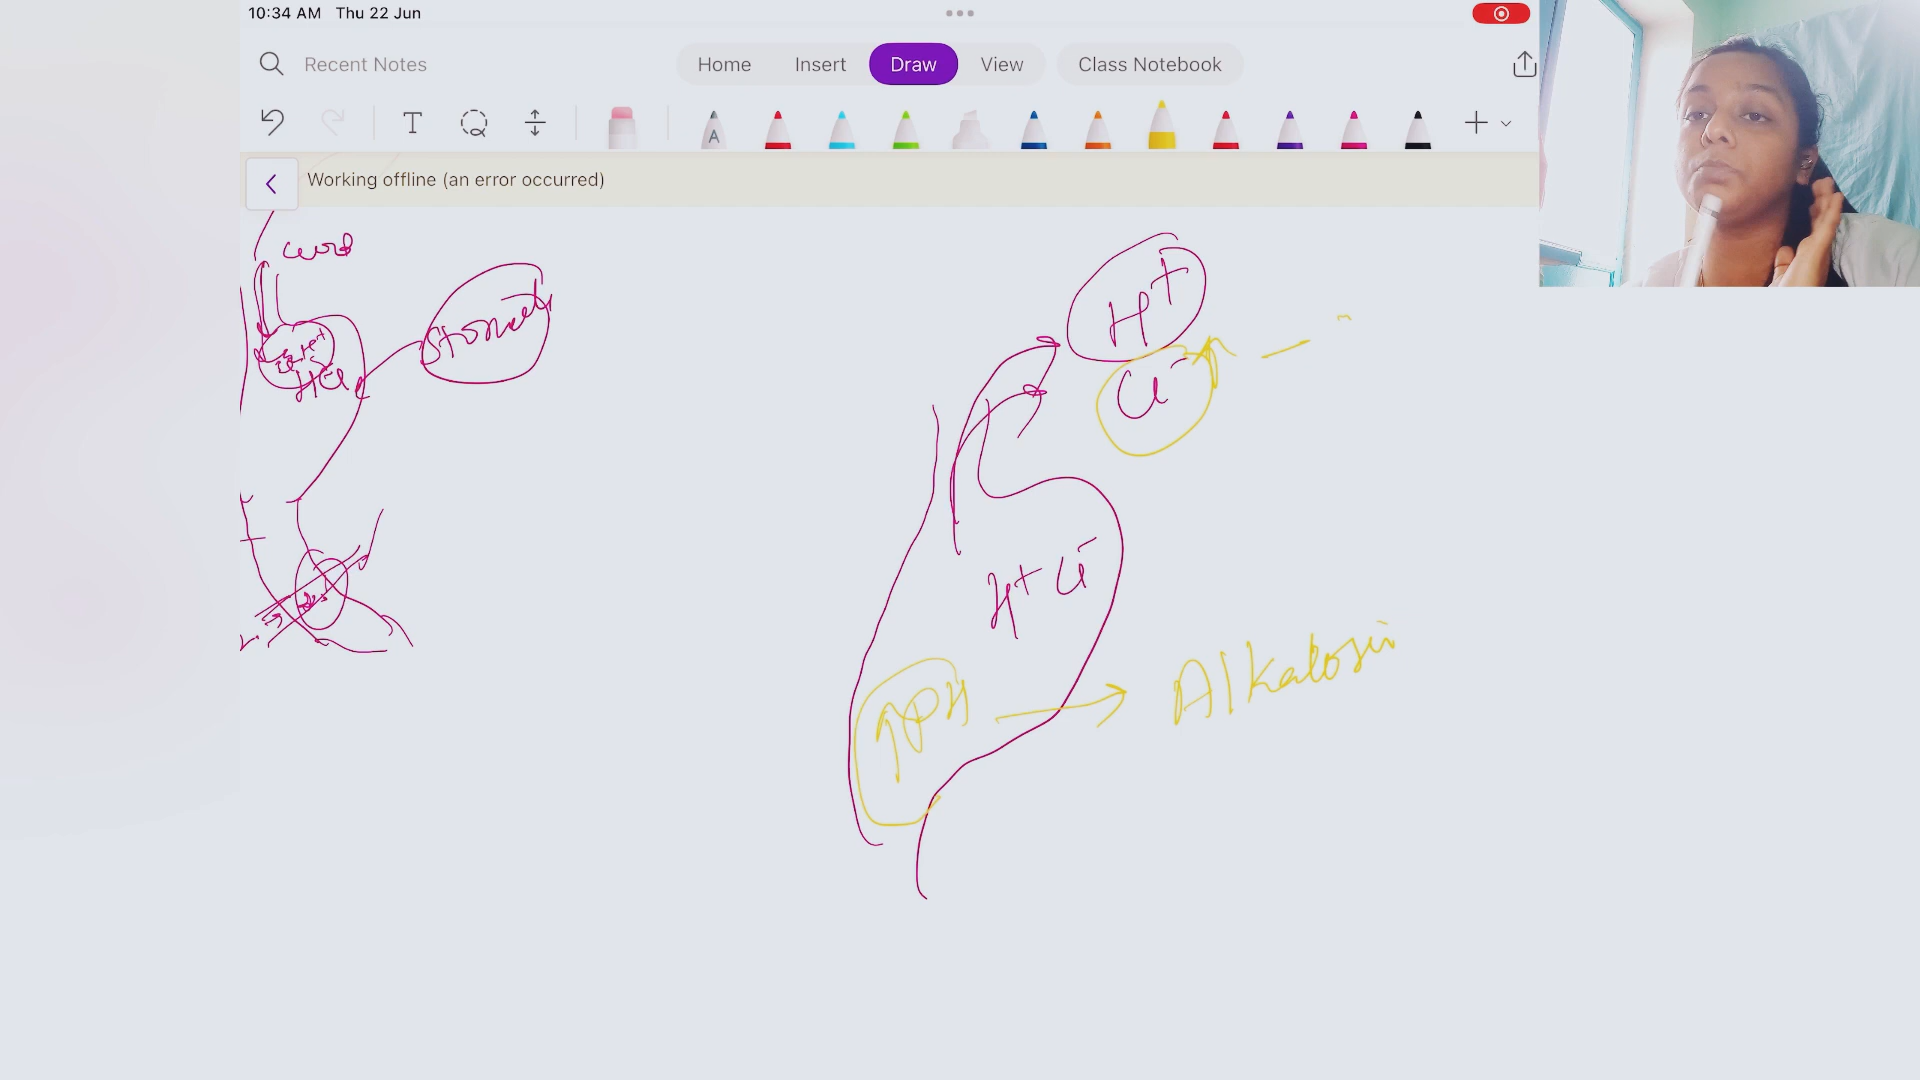 10:34 AM Thu 22 Jun
Recent Notes
Home Insert Draw View Class Notebook
T A
Working offline (an error occurred)
H+
Cl-
HCl
H+ Cl-
↑PH → Alkalosis